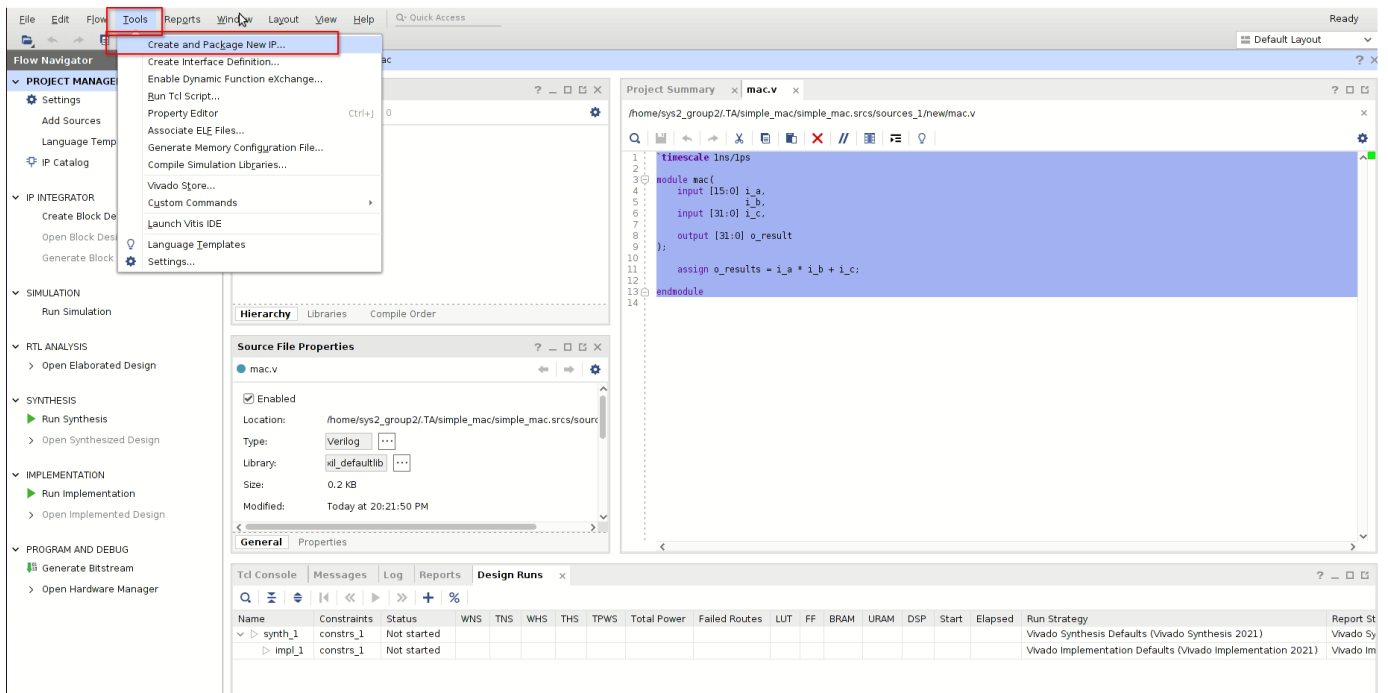 File Edit Flow Tools Reports Window Layout View Help Q- Quick Access Ready
Default Layout
Flow Navigator
PROJECT MANAGE
Settings
Add Sources
Language Temp
IP Catalog
IP INTEGRATOR
Create Block De
Open Block Desi
Generate Block
SIMULATION
Run Simulation
RTL ANALYSIS
Open Elaborated Design
SYNTHESIS
Run Synthesis
Open Synthesized Design
IMPLEMENTATION
Run Implementation
Open Implemented Design
PROGRAM AND DEBUG
Generate Bitstream
Open Hardware Manager
Create and Package New IP...
Create Interface Definition...
Enable Dynamic Function eXchange...
Run Tcl Script...
Property Editor Ctrl+J
Associate ELF Files...
Generate Memory Configuration File...
Compile Simulation Libraries...
Vivado Store...
Custom Commands
Launch Vitis IDE
Language Templates
Settings...
ac
0
Hierarchy Libraries Compile Order
Source File Properties
mac.v
Enabled
Location: /home/sys2_group2/.TA/simple_mac/simple_mac.srcs/sourc
Type: Verilog
Library: xil_defaultlib
Size: 0.2 KB
Modified: Today at 20:21:50 PM
General Properties
Project Summary mac.v
/home/sys2_group2/.TA/simple_mac/simple_mac.srcs/sources_1/new/mac.v
1 `timescale 1ns/1ps
2
3 module mac(
4 input [15:0] i_a,
5 i_b,
6 input [31:0] i_c,
7
8 output [31:0] o_result
9 );
10
11 assign o_results = i_a * i_b + i_c;
12
13 endmodule
14
Tcl Console Messages Log Reports Design Runs
Name Constraints Status WNS TNS WHS THS TPWS Total Power Failed Routes LUT FF BRAM URAM DSP Start Elapsed Run Strategy Report St
synth_1 constrs_1 Not started Vivado Synthesis Defaults (Vivado Synthesis 2021) Vivado Sy
impl_1 constrs_1 Not started Vivado Implementation Defaults (Vivado Implementation 2021) Vivado Im